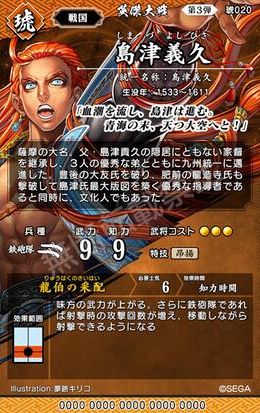 琥
戦国
英傑大戦
第3弾
琥020
しまづよしひさ
島津義久
統一名称：島津義久
生没年：1533～1611
「血潮を流し、島津は進む。
青海の系、天つ大空へと！」
薩摩の大名。父・島津貴久の隠居にともない家督
を継承し、3人の優秀な弟とともに九州統一に邁
進した。豊後の大友氏を破り、肥前の龍造寺氏も
撃破して島津氏最大版図を築く優秀な指導者であ
ると同時に、文化人でもあった。
兵種
武力
知力
武将コスト
鉄砲隊
9
9
特技
昂揚
りゅうはくのさいはい
龍伯の采配
必要士気
6
効果時間
知力時間
効果範囲
味方の武力が上がる。さらに鉄砲隊であ
れば射撃時の攻撃回数が増え、移動しながら
射撃できるようになる
Illustration:夢路キリコ
©SEGA
0000 0000 0000 0000 0000